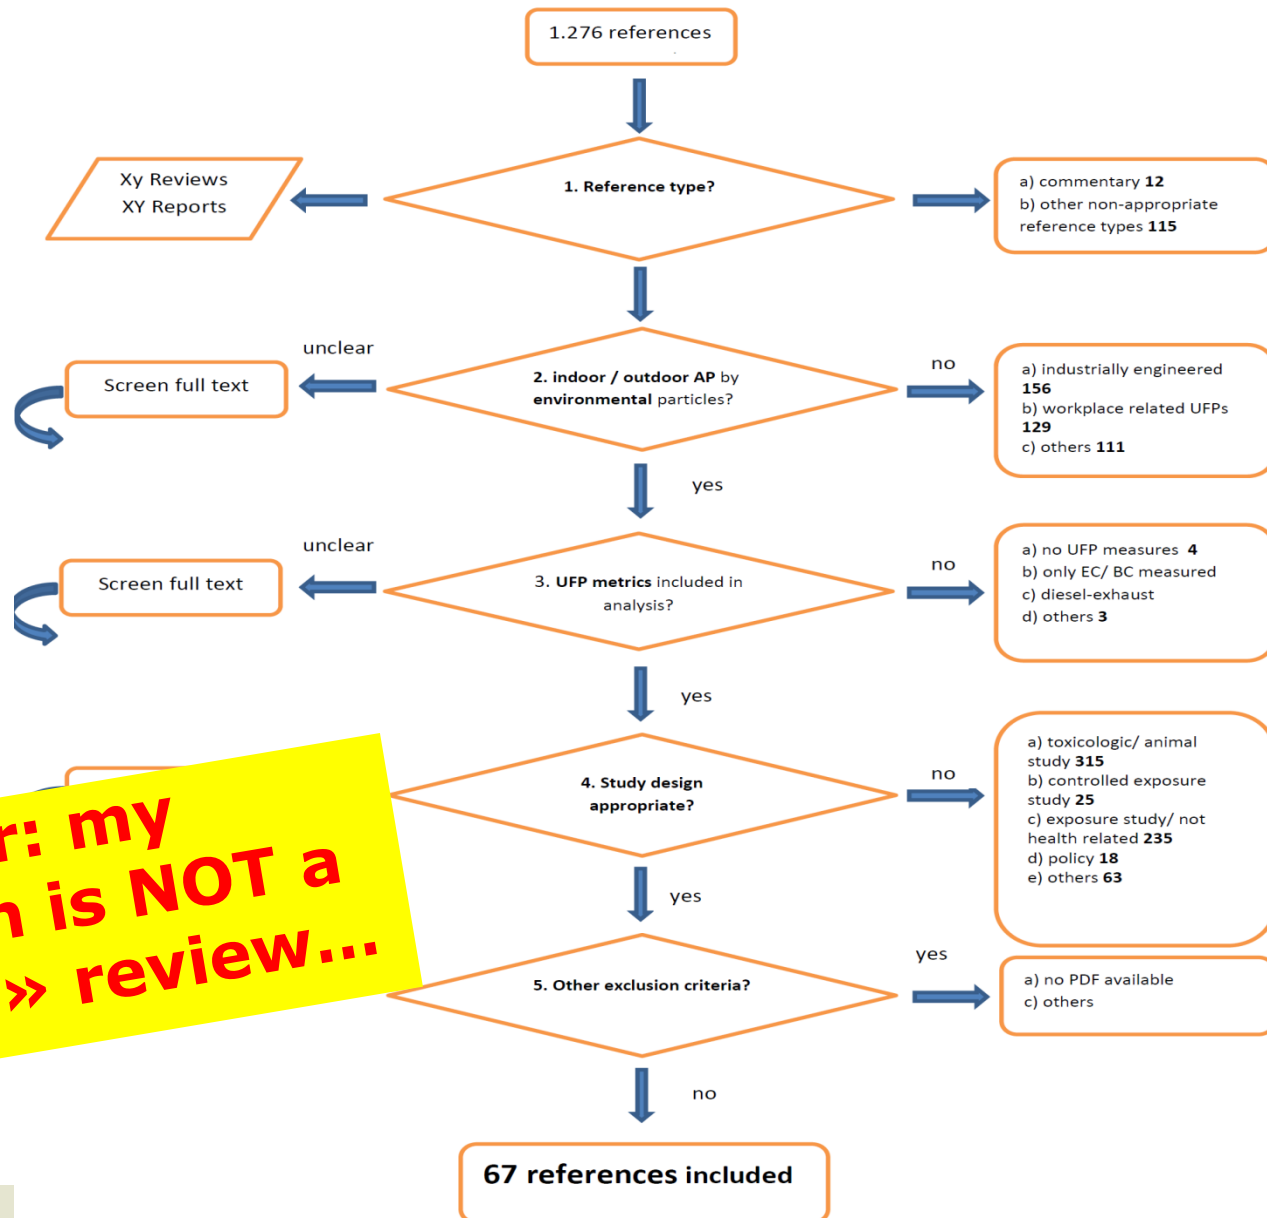 1.276 references
1. Reference type?
Xy Reviews
XY Reports
a) commentary 12
b) other non-appropriate
reference types 115
2. indoor / outdoor AP by
environmental particles?
unclear
Screen full text
no
a) industrially engineered
156
b) workplace related UFPs
129
c) others 111
yes
3. UFP metrics included in
analysis?
unclear
Screen full text
no
a) no UFP measures 4
b) only EC/ BC measured
c) diesel-exhaust
d) others 3
yes
4. Study design
appropriate?
no
a) toxicologic/ animal
study 315
b) controlled exposure
study 25
c) exposure study/ not
health related 235
d) policy 18
e) others 63
: my
is NOT a
» review...
yes
5. Other exclusion criteria?
yes
a) no PDF available
c) others
no
67 references included